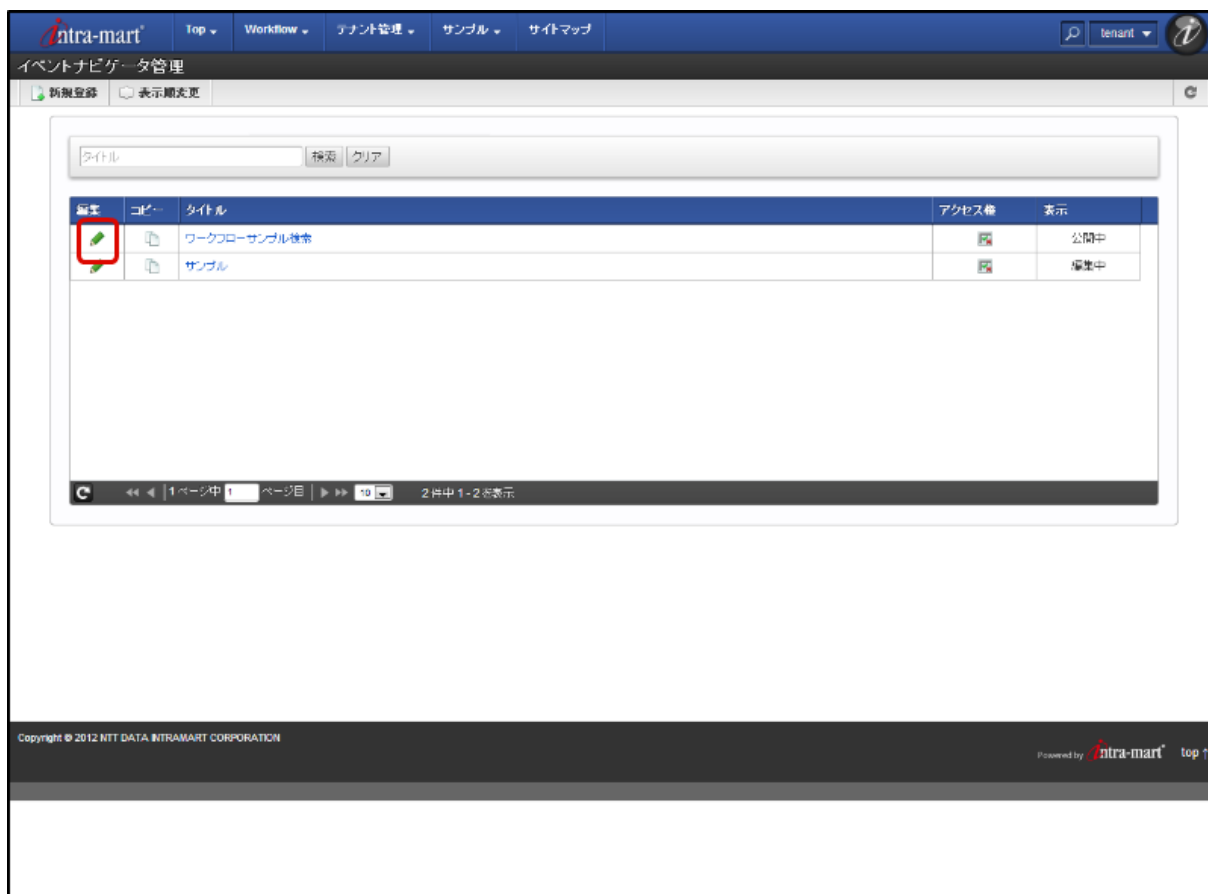 intra-mart Top Workflow テナント管理 サンプル サイトマップ tenant
イベントナビゲータ管理
新規登録 表示順変更
タイトル 検索 クリア
編集 コピー タイトル アクセス権 表示
ワークフローサンプル検索 公開中
サンプル 編集中
1ページ中 1 ページ目 10 2件中 1 - 2 を表示
Copyright © 2012 NTT DATA INTRAMART CORPORATION
Powered by intra-mart top ↑